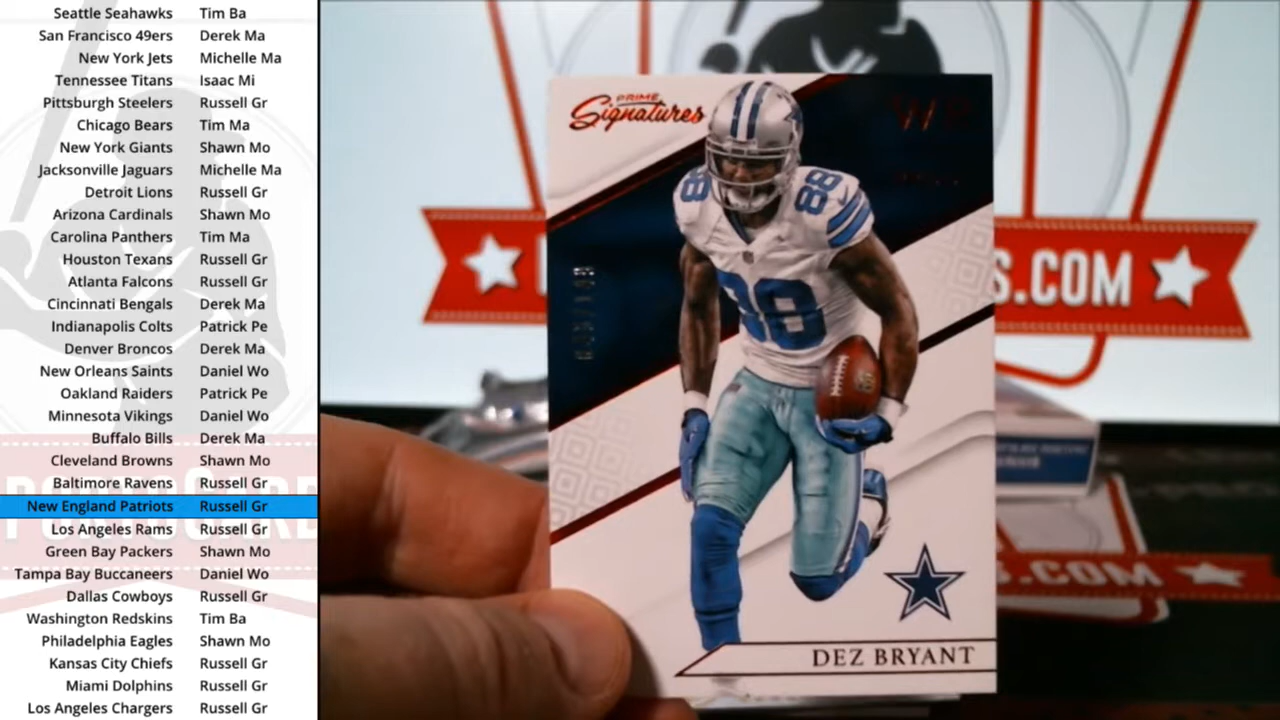 Seattle Seahawks Tim Ba
San Francisco 49ers Derek Ma
New York Jets Michelle Ma
Tennessee Titans Isaac Mi
Pittsburgh Steelers Russell Gr
Chicago Bears Tim Ma
New York Giants Shawn Mo
Jacksonville Jaguars Michelle Ma
Detroit Lions Russell Gr
Arizona Cardinals Shawn Mo
Carolina Panthers Tim Ma
Houston Texans Russell Gr
Atlanta Falcons Russell Gr
Cincinnati Bengals Derek Ma
Indianapolis Colts Patrick Pe
Denver Broncos Derek Ma
New Orleans Saints Daniel Wo
Oakland Raiders Patrick Pe
Minnesota Vikings Daniel Wo
Buffalo Bills Derek Ma
Cleveland Browns Shawn Mo
Baltimore Ravens Russell Gr
New England Patriots Russell Gr
Los Angeles Rams Russell Gr
Green Bay Packers Shawn Mo
Tampa Bay Buccaneers Daniel Wo
Dallas Cowboys Russell Gr
Washington Redskins Tim Ba
Philadelphia Eagles Shawn Mo
Kansas City Chiefs Russell Gr
Miami Dolphins Russell Gr
Los Angeles Chargers Russell Gr
PRIME
Signatures
WR
88
88
88
DEZ BRYANT
S.COM
S.COM